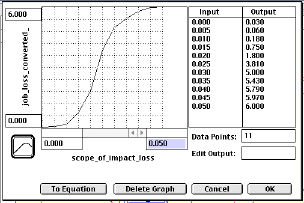 6.000
job_loss_converted_
0.000
0.000
0.050
scope_of_impact_loss
Input Output
0.000 0.030
0.005 0.060
0.010 0.180
0.015 0.750
0.020 1.800
0.025 3.810
0.030 5.000
0.035 5.430
0.040 5.790
0.045 5.970
0.050 6.000
Data Points: 11
Edit Output:
To Equation Delete Graph Cancel OK